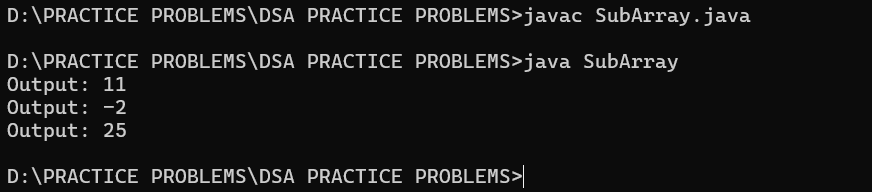 D:\PRACTICE PROBLEMS\DSA PRACTICE PROBLEMS>javac SubArray.java
D:\PRACTICE PROBLEMS\DSA PRACTICE PROBLEMS>java SubArray
Output: 11
Output: -2
Output: 25
D:\PRACTICE PROBLEMS\DSA PRACTICE PROBLEMS>